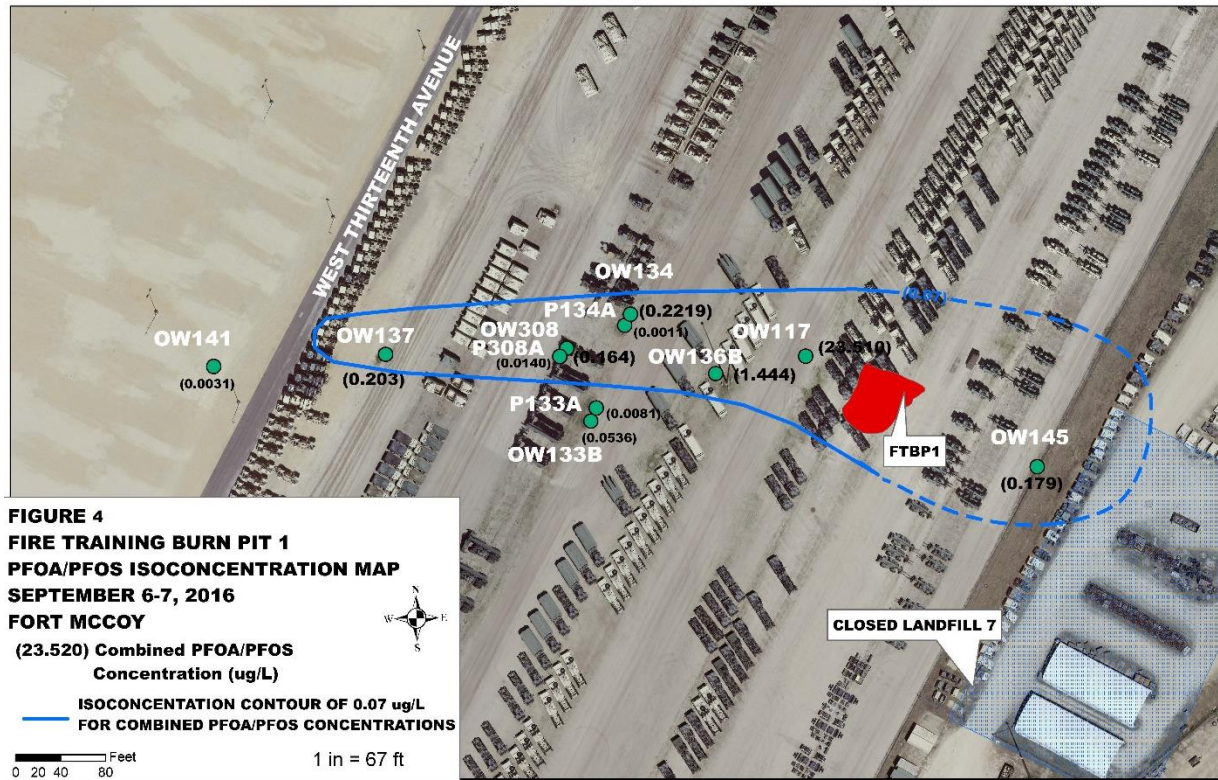 WEST THIRTEENTH AVENUE
OW134
P134A
(0.2219)
(0.0011)
(0.07)
OW141
(0.0031)
OW137
(0.203)
OW308
P308A
(0.0140)
(0.164)
OW136B
(1.444)
OW117
(23.510)
P133A
(0.0081)
(0.0536)
OW133B
FTBP1
OW145
(0.179)
CLOSED LANDFILL 7
FIGURE 4
FIRE TRAINING BURN PIT 1
PFOA/PFOS ISOCONCENTRATION MAP
SEPTEMBER 6-7, 2016
FORT MCCOY
N
W E
S
(23.520) Combined PFOA/PFOS
Concentration (ug/L)
ISOCONCENTATION CONTOUR OF 0.07 ug/L
FOR COMBINED PFOA/PFOS CONCENTRATIONS
Feet
0 20 40 80
1 in = 67 ft